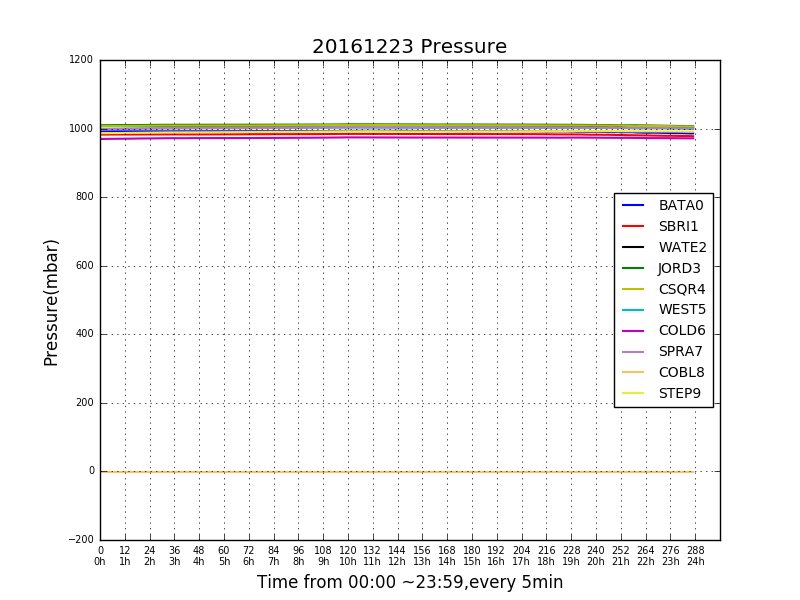 20161223 Pressure
1200
1000
800
600
400
200
0
−200
Pressure(mbar)
BATA0
SBRI1
WATE2
JORD3
CSQR4
WEST5
COLD6
SPRA7
COBL8
STEP9
0 12 24 36 48 60 72 84 96 108 120 132 144 156 168 180 192 204 216 228 240 252 264 276 288
0h 1h 2h 3h 4h 5h 6h 7h 8h 9h 10h 11h 12h 13h 14h 15h 16h 17h 18h 19h 20h 21h 22h 23h 24h
Time from 00:00 ~23:59,every 5min